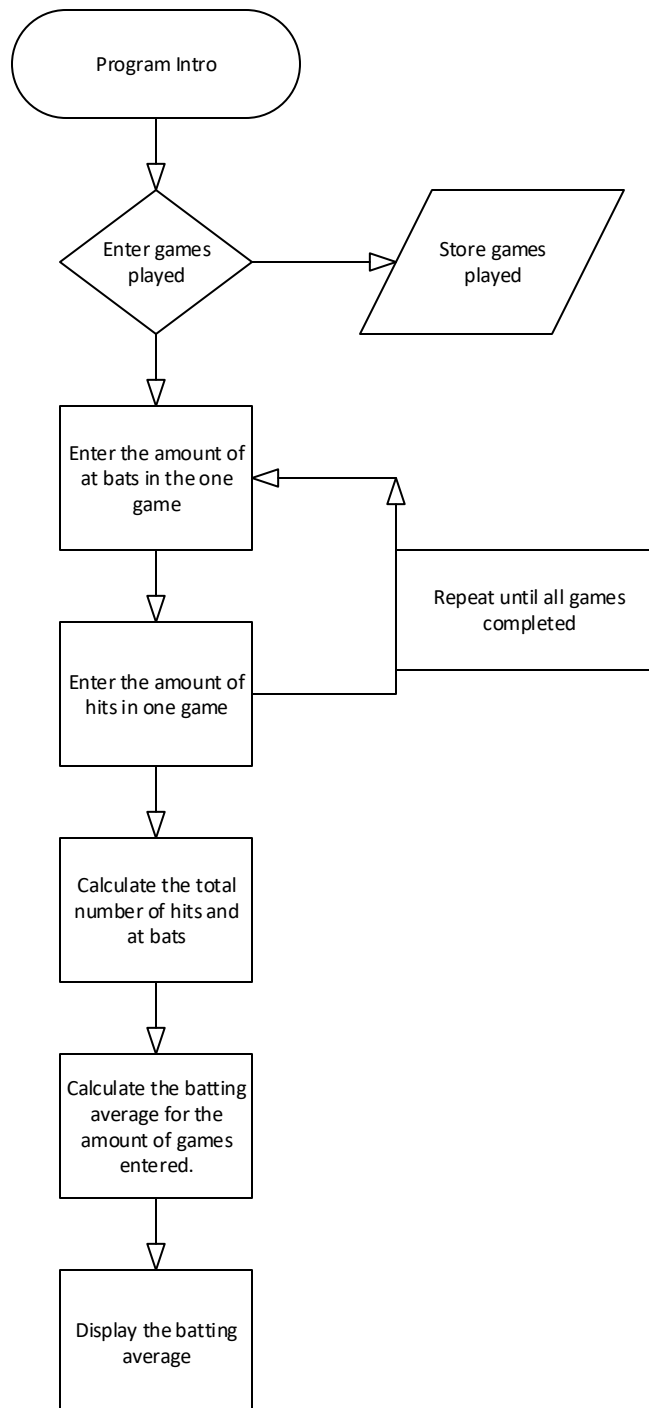 Program Intro
Enter games
played
Store games
played
Enter the amount of
at bats in the one
game
Repeat until all games
completed
Enter the amount of
hits in one game
Calculate the total
number of hits and
at bats
Calculate the batting
average for the
amount of games
entered.
Display the batting
average